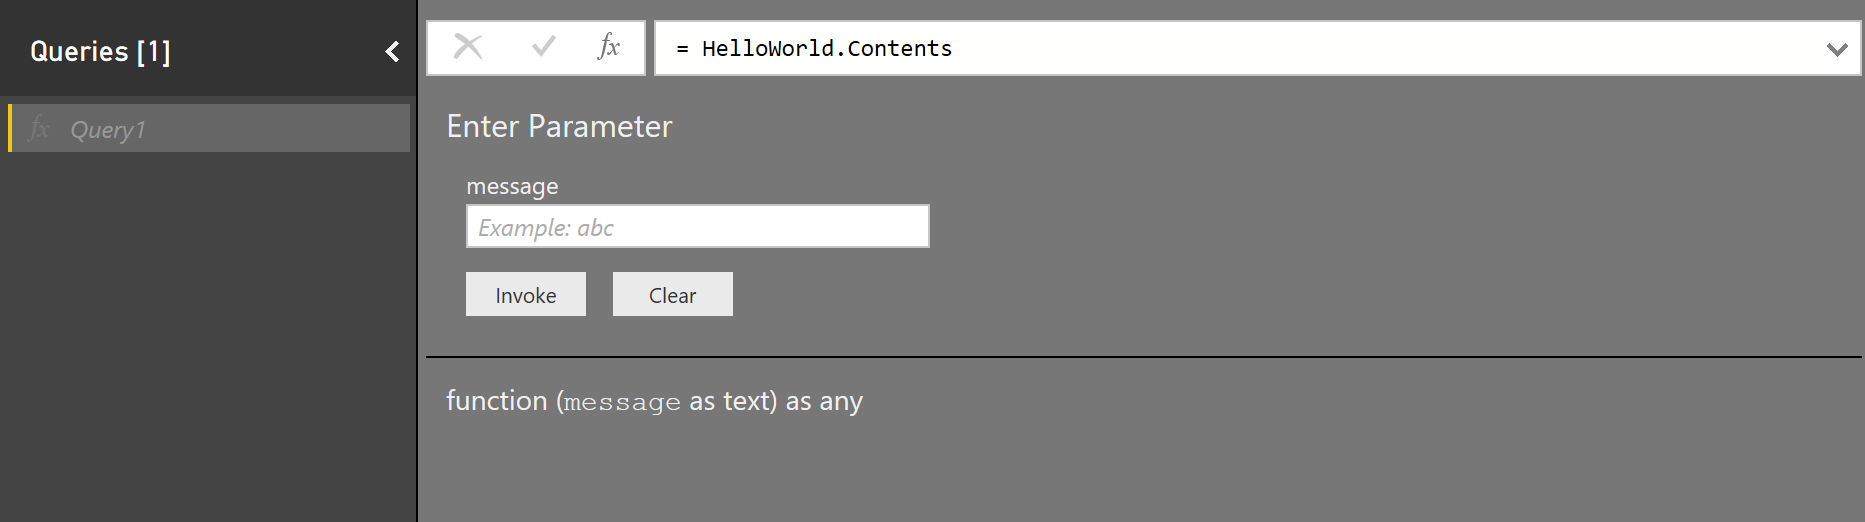 Queries [1]
fx
= HelloWorld.Contents
fx Query1
Enter Parameter
message
Example: abc
Invoke
Clear
function (message as text) as any